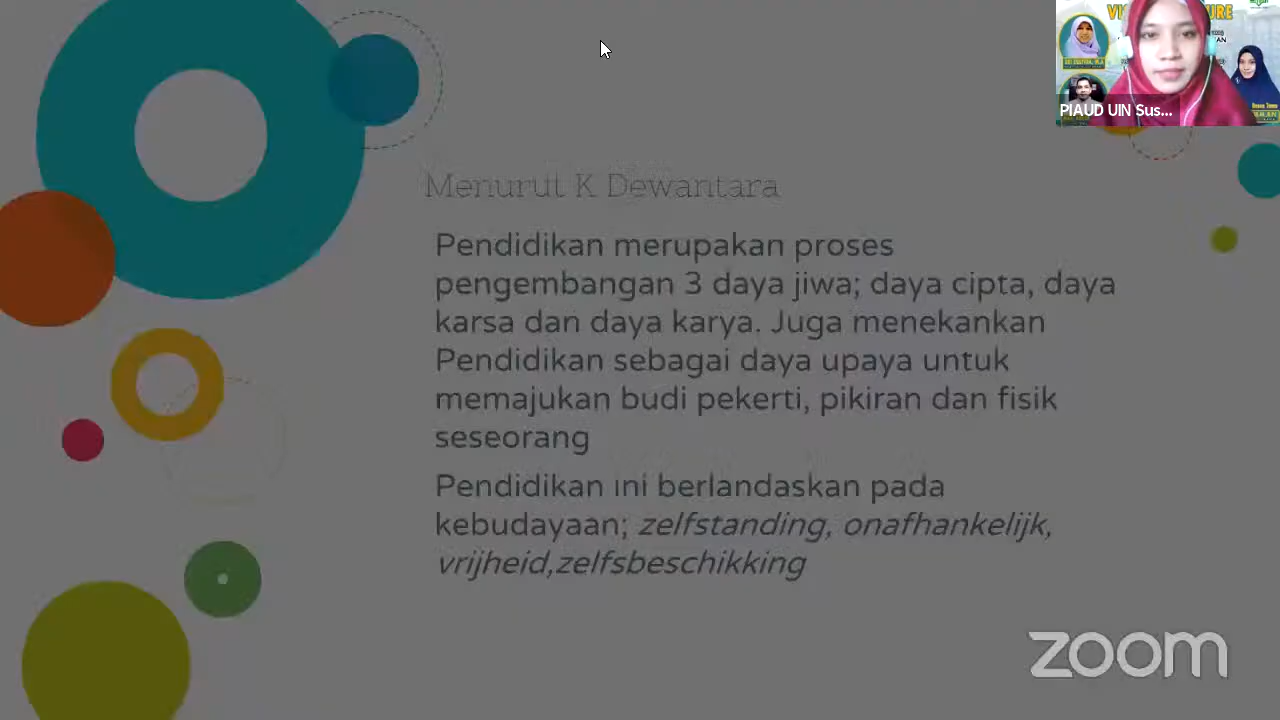 Menurut K Dewantara
Pendidikan merupakan proses
pengembangan 3 daya jiwa; daya cipta, daya
karsa dan daya karya. Juga menekankan
Pendidikan sebagai daya upaya untuk
memajukan budi pekerti, pikiran dan fisik
seseorang
Pendidikan ini berlandaskan pada
kebudayaan; zelfstanding, onafhankelijk,
vrijheid,zelfsbeschikking
PIAUD UIN Sus...
zoom